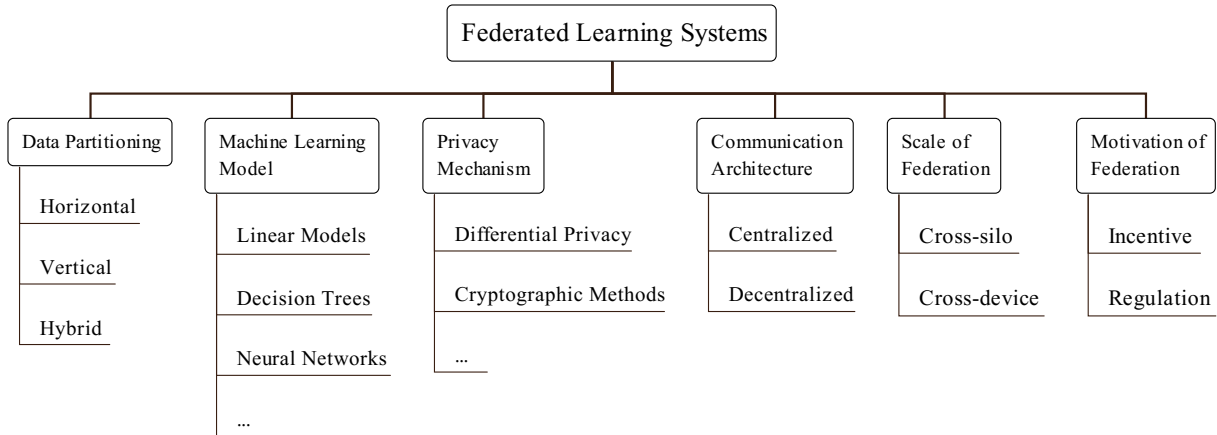 Federated Learning Systems
Data Partitioning
Horizontal
Vertical
Hybrid
Machine Learning
Model
Linear Models
Decision Trees
Neural Networks
...
Privacy
Mechanism
Differential Privacy
Cryptographic Methods
...
Communication
Architecture
Centralized
Decentralized
Scale of
Federation
Cross-silo
Cross-device
Motivation of
Federation
Incentive
Regulation